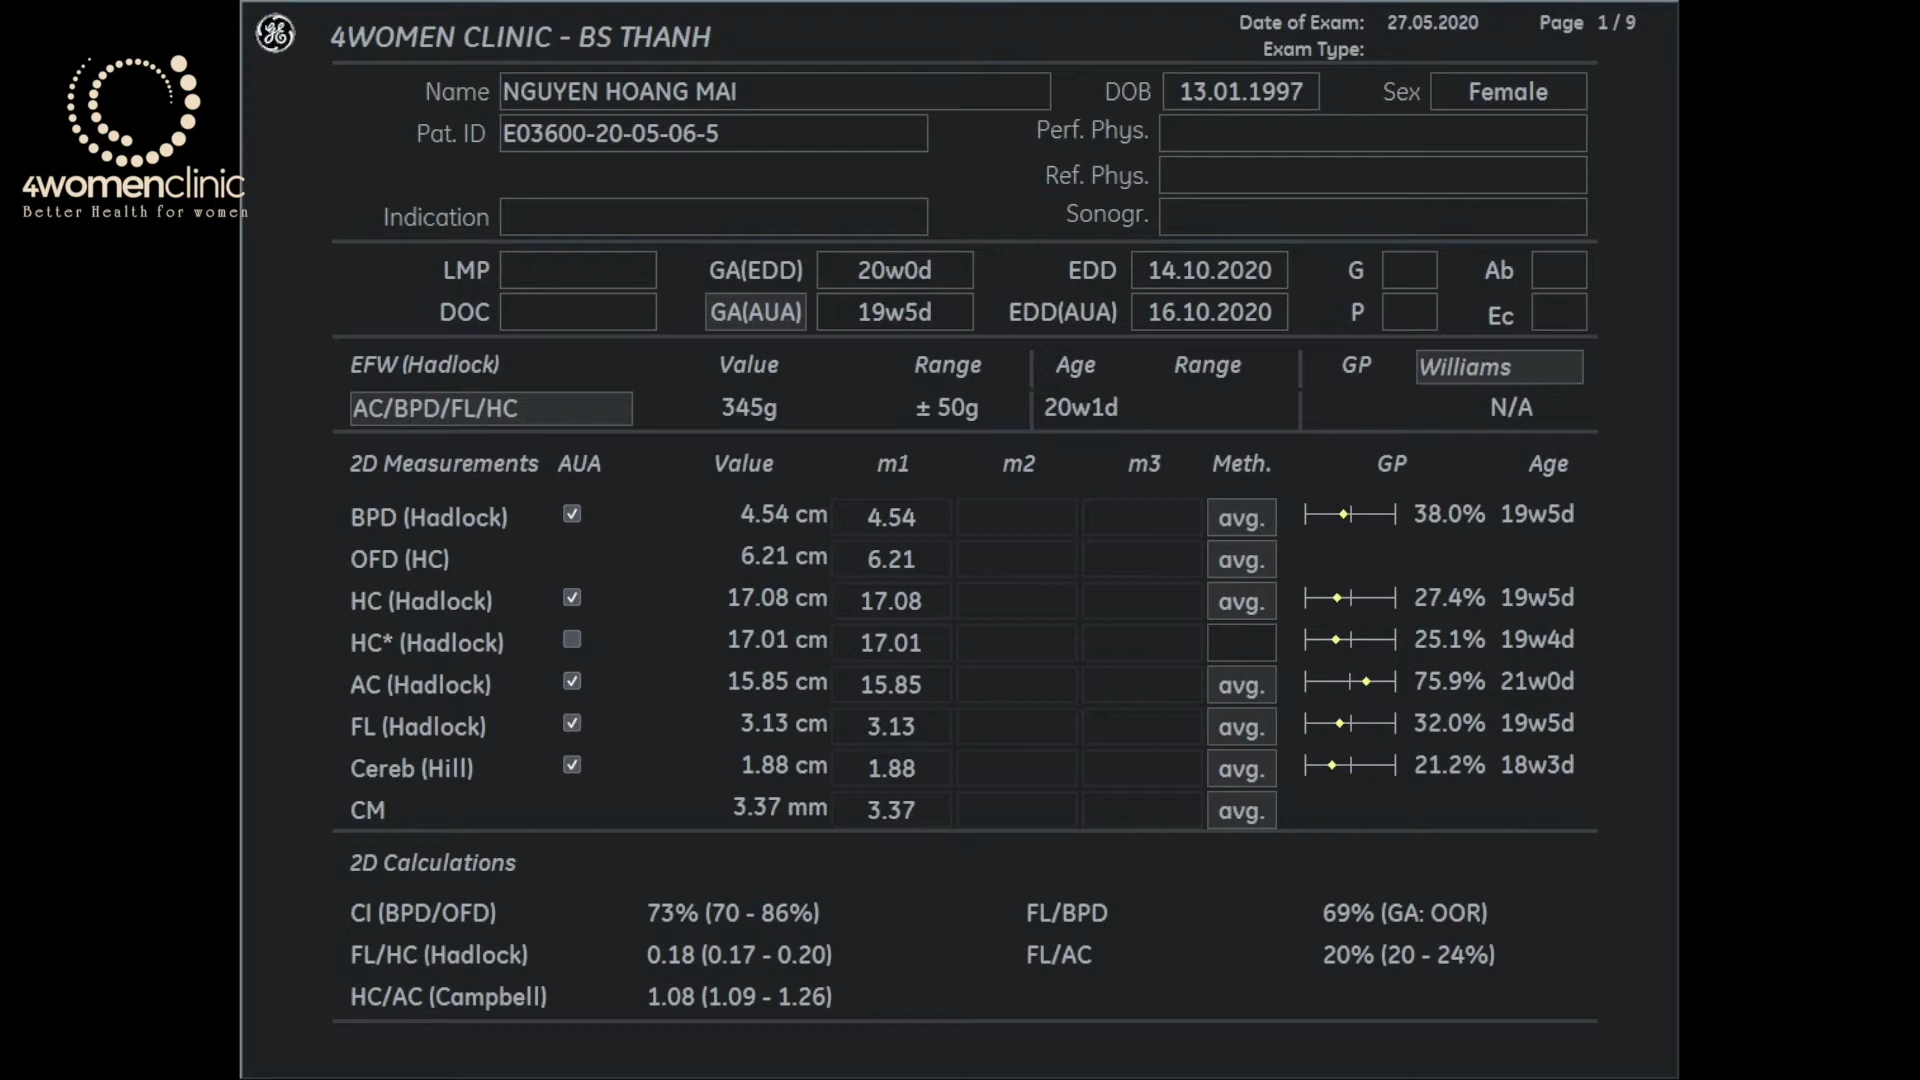 4womenclinic
Better Health for women
4WOMEN CLINIC - BS THANH
Date of Exam: 27.05.2020 Page 1 / 9
Exam Type:
Name NGUYEN HOANG MAI DOB 13.01.1997 Sex Female
Pat. ID E03600-20-05-06-5 Perf. Phys.
Ref. Phys.
Indication Sonogr.
LMP GA(EDD) 20w0d EDD 14.10.2020 G Ab
DOC GA(AUA) 19w5d EDD(AUA) 16.10.2020 P Ec
EFW (Hadlock) Value Range Age Range GP Williams
AC/BPD/FL/HC 345g ± 50g 20w1d N/A
2D Measurements AUA Value m1 m2 m3 Meth. GP Age
BPD (Hadlock) 4.54 cm 4.54 avg. 38.0% 19w5d
OFD (HC) 6.21 cm 6.21 avg.
HC (Hadlock) 17.08 cm 17.08 avg. 27.4% 19w5d
HC* (Hadlock) 17.01 cm 17.01 25.1% 19w4d
AC (Hadlock) 15.85 cm 15.85 avg. 75.9% 21w0d
FL (Hadlock) 3.13 cm 3.13 avg. 32.0% 19w5d
Cereb (Hill) 1.88 cm 1.88 avg. 21.2% 18w3d
CM 3.37 mm 3.37 avg.
2D Calculations
CI (BPD/OFD) 73% (70 - 86%) FL/BPD 69% (GA: OOR)
FL/HC (Hadlock) 0.18 (0.17 - 0.20) FL/AC 20% (20 - 24%)
HC/AC (Campbell) 1.08 (1.09 - 1.26)